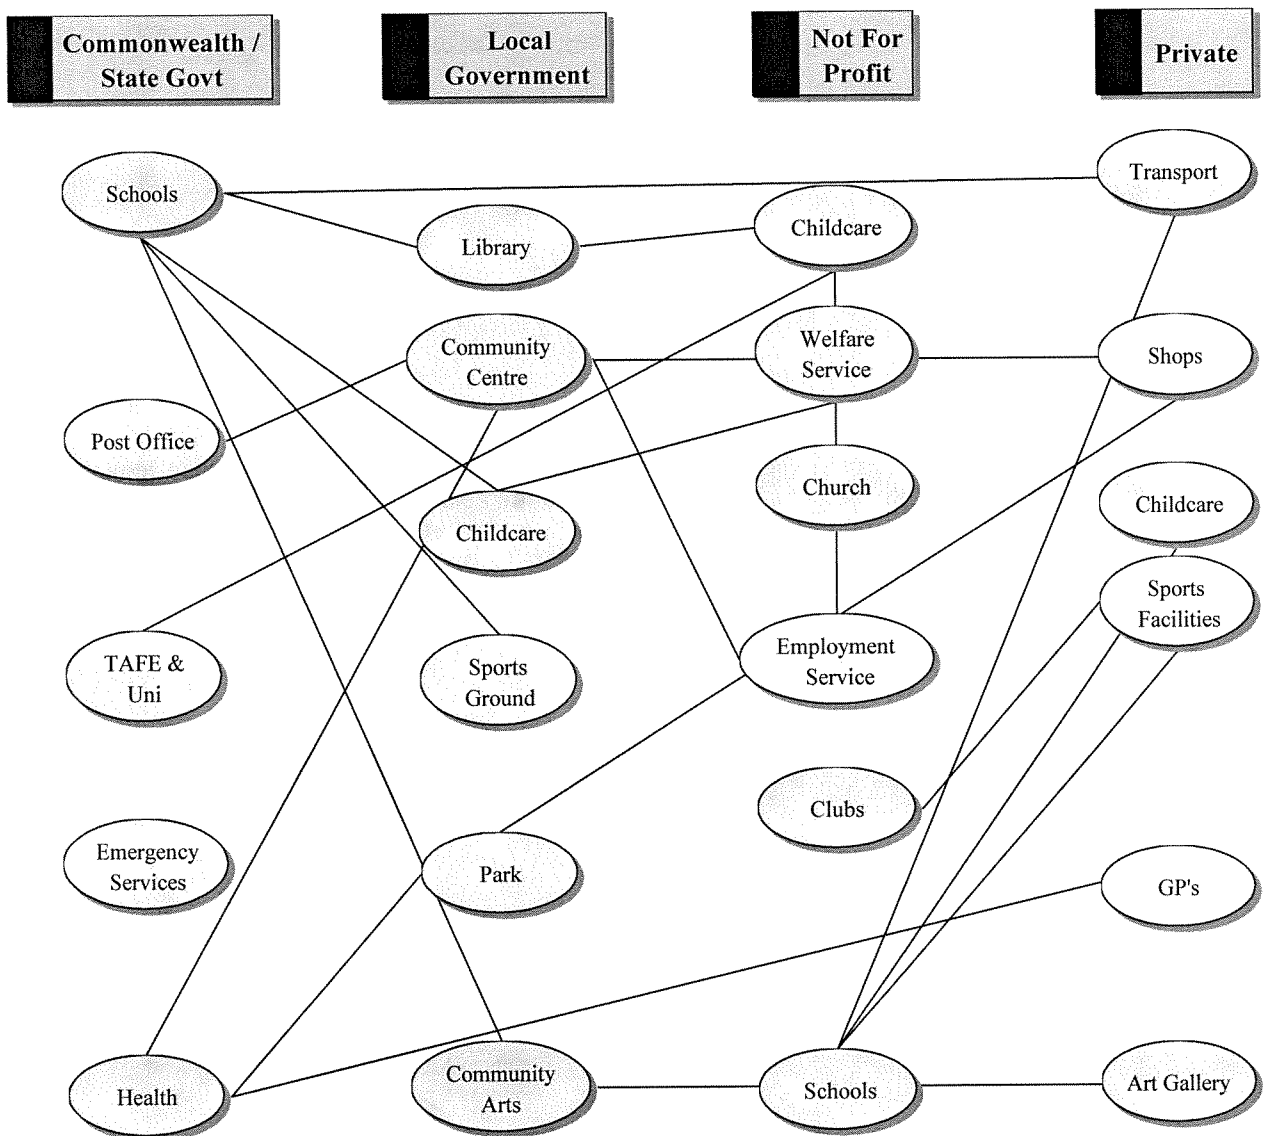 Commonwealth /
State Govt
Local
Government
Not For
Profit
Private
Schools
Transport
Library
Childcare
Community
Centre
Welfare
Service
Shops
Post Office
Church
Childcare
Childcare
Sports
Facilities
TAFE &
Uni
Sports
Ground
Employment
Service
Clubs
Emergency
Services
Park
GP's
Health
Community
Arts
Schools
Art Gallery